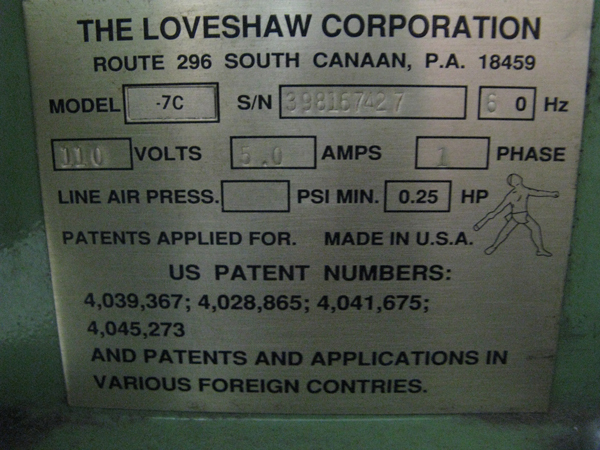 THE LOVESHAW CORPORATION
ROUTE 296 SOUTH CANAAN, P.A. 18459
MODEL -7C S/N 398167427 60 Hz
110 VOLTS 5.0 AMPS 1 PHASE
LINE AIR PRESS. PSI MIN. 0.25 HP
PATENTS APPLIED FOR. MADE IN U.S.A.
US PATENT NUMBERS:
4,039,367; 4,028,865; 4,041,675;
4,045,273
AND PATENTS AND APPLICATIONS IN
VARIOUS FOREIGN CONTRIES.